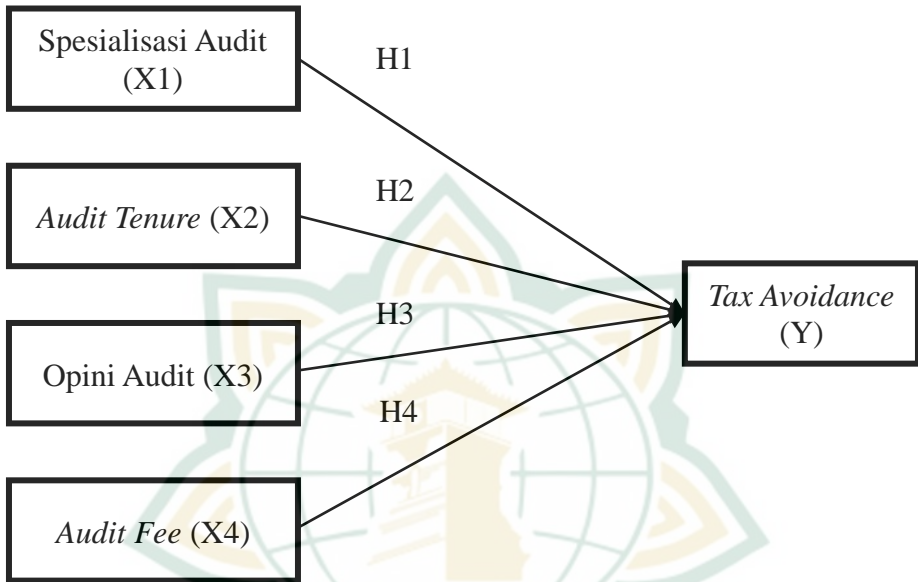 Spesialisasi Audit
(X1)
H1
Audit Tenure (X2)
H2
Tax Avoidance
(Y)
Opini Audit (X3)
H3
Audit Fee (X4)
H4